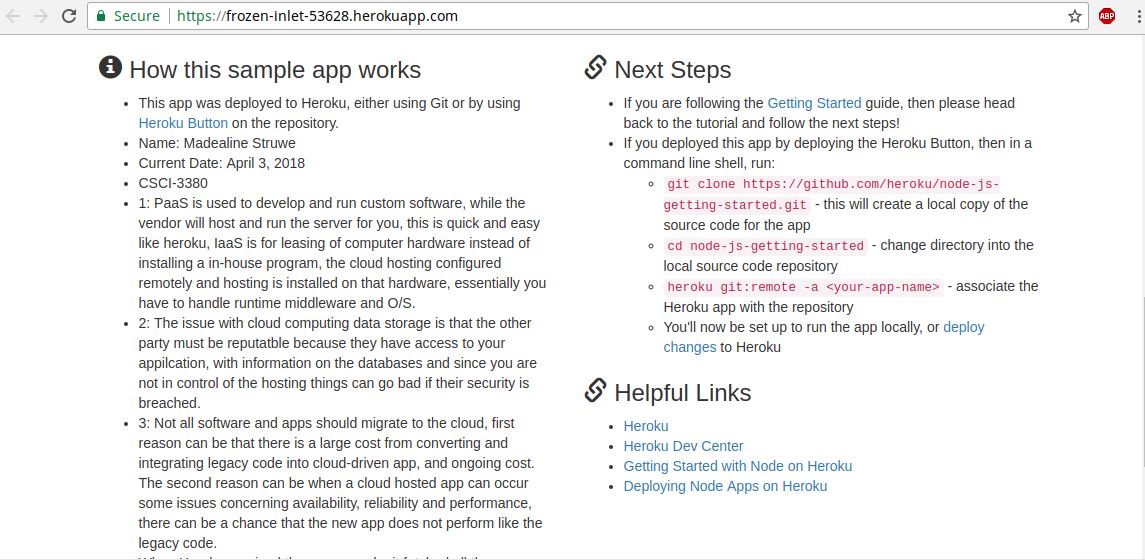 Secure https://frozen-inlet-53628.herokuapp.com
ABP
How this sample app works
This app was deployed to Heroku, either using Git or by using
Heroku Button on the repository.
Name: Madealine Struwe
Current Date: April 3, 2018
CSCI-3380
1: PaaS is used to develop and run custom software, while the
vendor will host and run the server for you, this is quick and easy
like heroku, IaaS is for leasing of computer hardware instead of
installing a in-house program, the cloud hosting configured
remotely and hosting is installed on that hardware, essentially you
have to handle runtime middleware and O/S.
2: The issue with cloud computing data storage is that the other
party must be reputatble because they have access to your
appilcation, with information on the databases and since you are
not in control of the hosting things can go bad if their security is
breached.
3: Not all software and apps should migrate to the cloud, first
reason can be that there is a large cost from converting and
integrating legacy code into cloud-driven app, and ongoing cost.
The second reason can be when a cloud hosted app can occur
some issues concerning availability, reliability and performance,
there can be a chance that the new app does not perform like the
legacy code.
Next Steps
If you are following the Getting Started guide, then please head
back to the tutorial and follow the next steps!
If you deployed this app by deploying the Heroku Button, then in a
command line shell, run:
git clone https://github.com/heroku/node-js-
getting-started.git - this will create a local copy of the
source code for the app
cd node-js-getting-started - change directory into the
local source code repository
heroku git:remote -a <your-app-name> - associate the
Heroku app with the repository
You'll now be set up to run the app locally, or deploy
changes to Heroku
Helpful Links
Heroku
Heroku Dev Center
Getting Started with Node on Heroku
Deploying Node Apps on Heroku